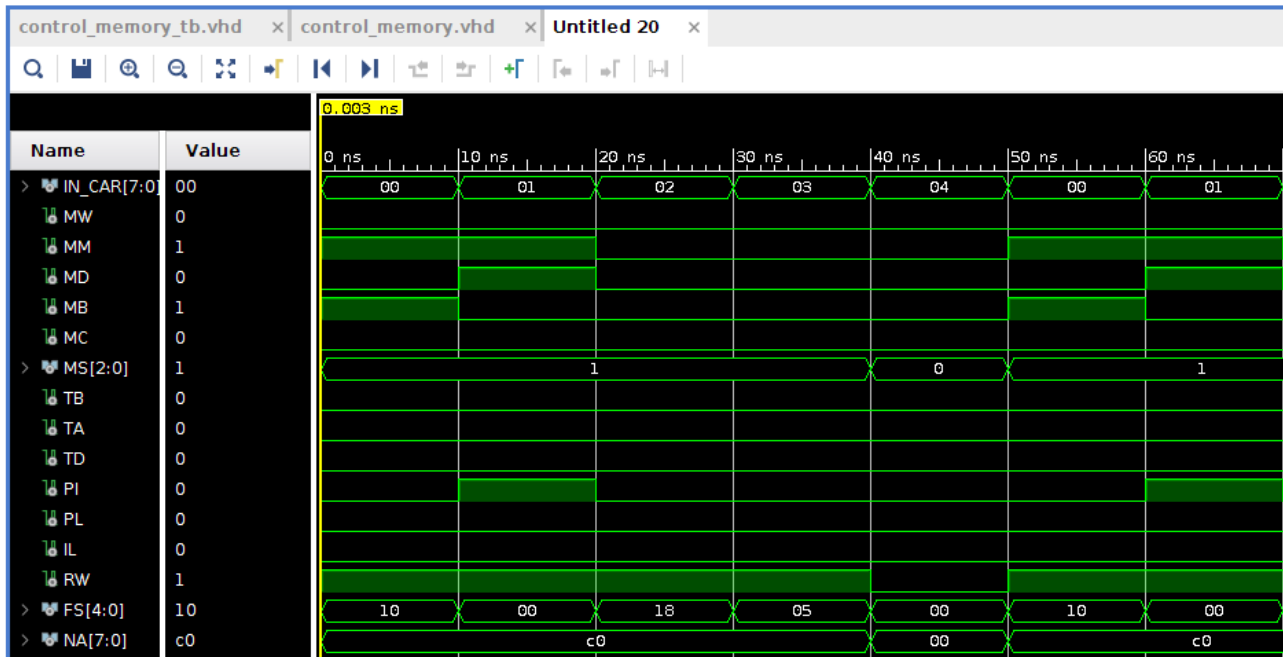 control_memory_tb.vhd × control_memory.vhd × Untitled 20 ×
0.003 ns
Name Value
0 ns 10 ns 20 ns 30 ns 40 ns 50 ns 60 ns
IN_CAR[7:0] 00 00 01 02 03 04 00 01
MW 0
MM 1
MD 0
MB 1
MC 0
MS[2:0] 1 1 0 1
TB 0
TA 0
TD 0
PI 0
PL 0
IL 0
RW 1
FS[4:0] 10 10 00 18 05 00 10 00
NA[7:0] c0 c0 00 c0